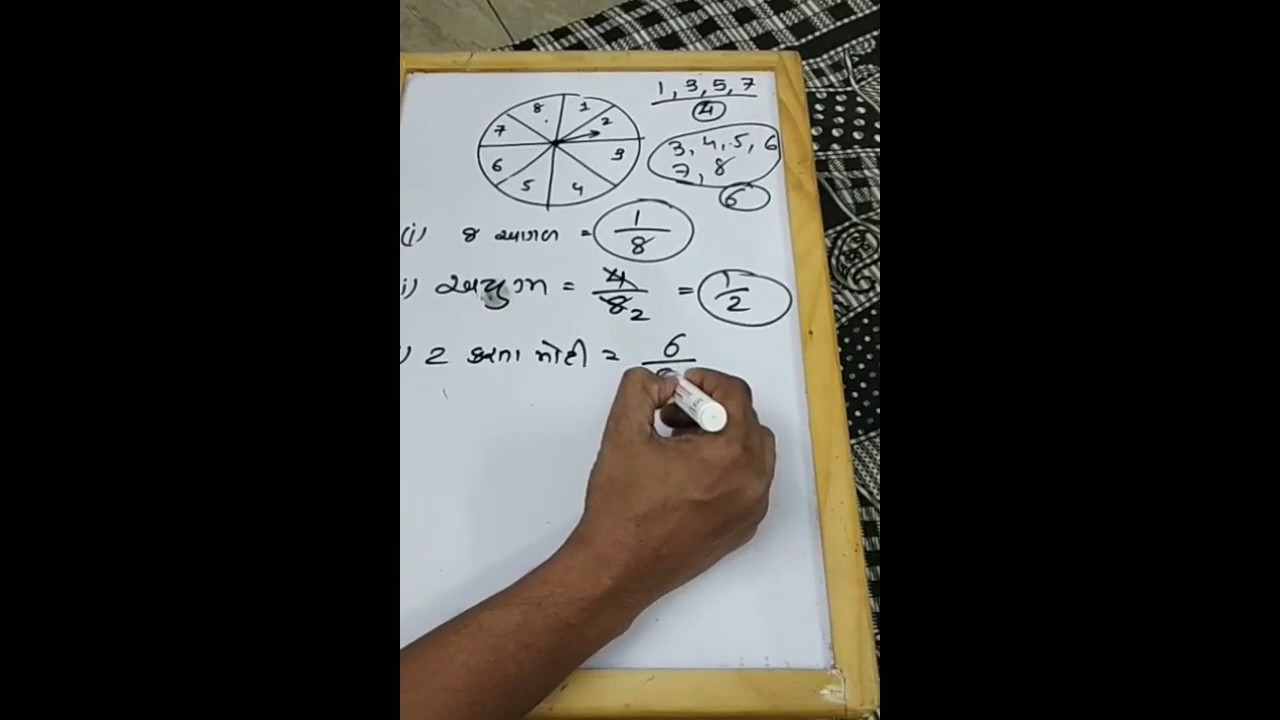 8 1
7 2
6 3
5 4
1, 3, 5, 7
4
3, 4, 5, 6
7, 8
6
(i) 8 આગળ = 1/8
i) અયુગ્મ = 4/8 2 = 1/2
) 2 કરતા મોટી = 6/